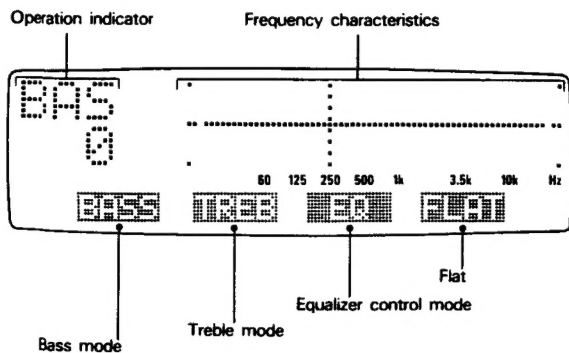 Operation indicator
Frequency characteristics
BAS
0
60 125 250 500 1k 3.5k 10k Hz
BASS TREB EQ FLAT
Flat
Equalizer control mode
Treble mode
Bass mode